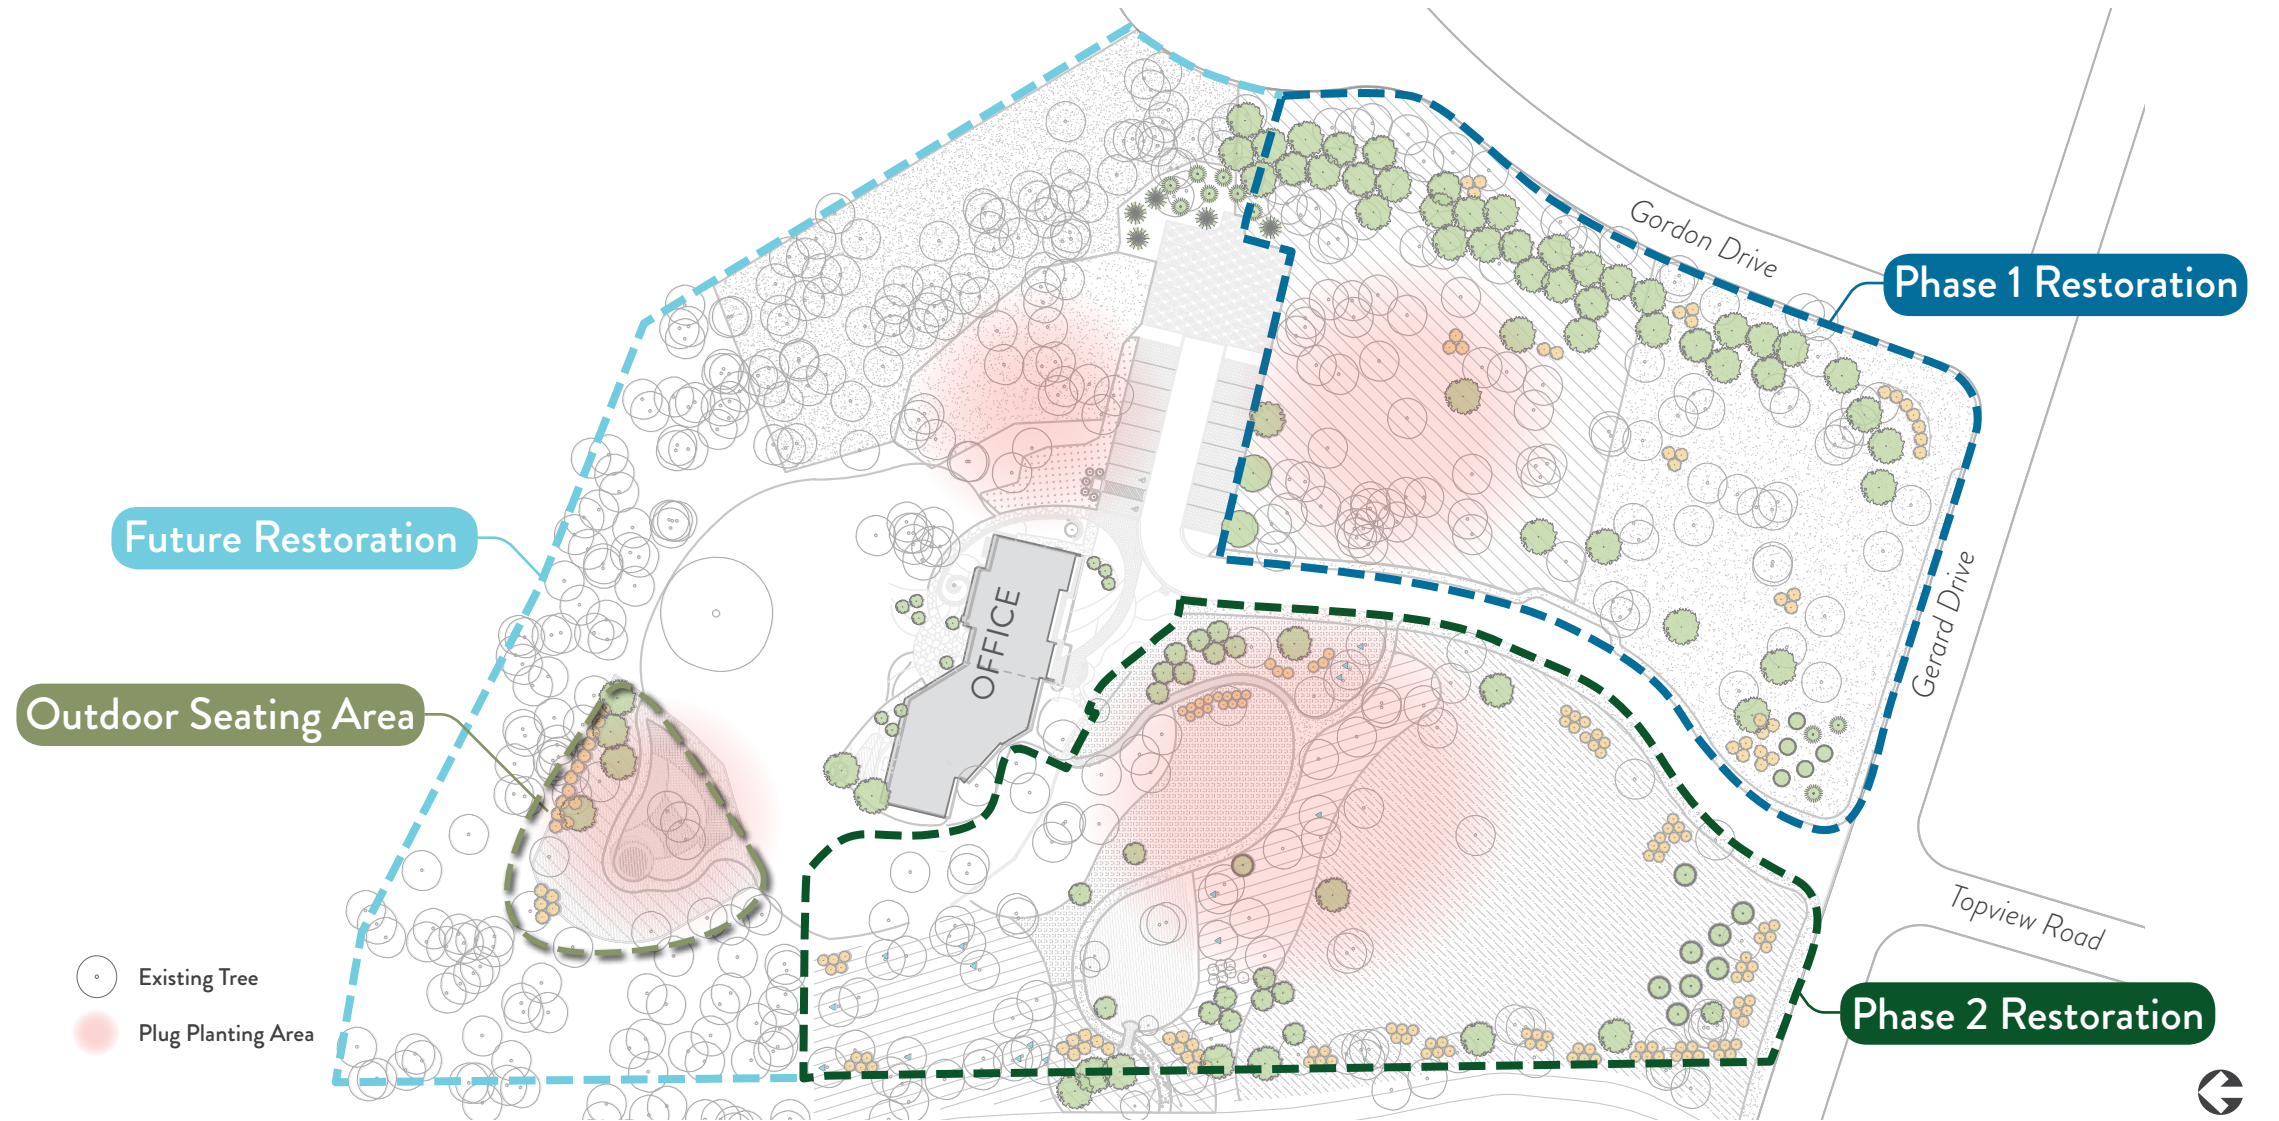 Gordon Drive
Phase 1 Restoration
Future Restoration
OFFICE
Gerard Drive
Outdoor Seating Area
Topview Road
Existing Tree
Phase 2 Restoration
Plug Planting Area